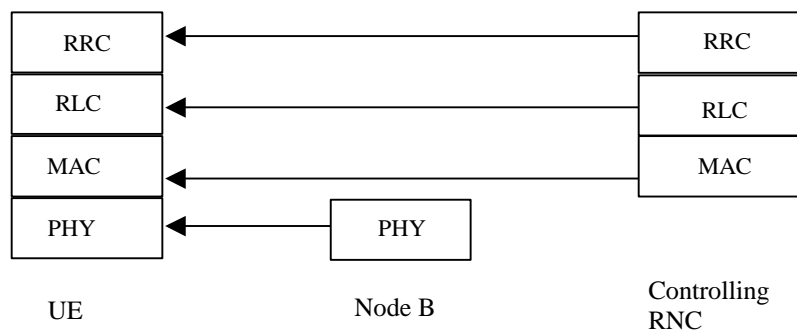 RRC
RRC
RLC
RLC
MAC
MAC
PHY
PHY
UE
Node B
Controlling
RNC